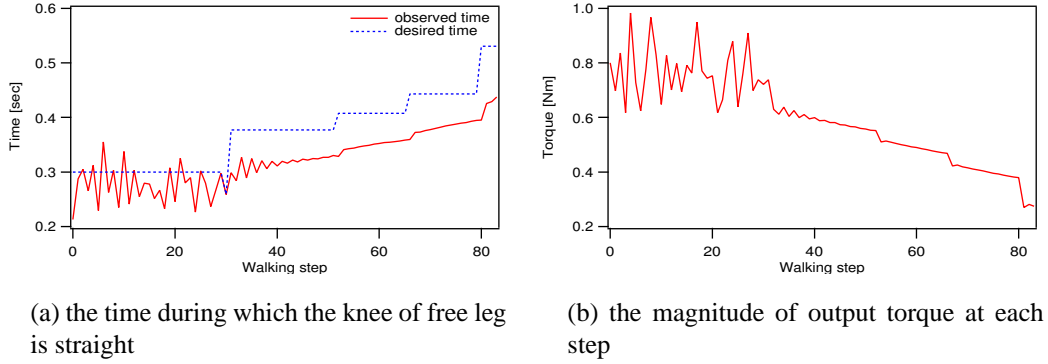 0.6
0.5
0.4
0.3
0.2
Time [sec]
observed time
desired time
0
20
40
60
80
Walking step
1.0
0.8
0.6
0.4
0.2
Torque [Nm]
0
20
40
60
80
Walking step
(a) the time during which the knee of free leg
is straight
(b) the magnitude of output torque at each
step